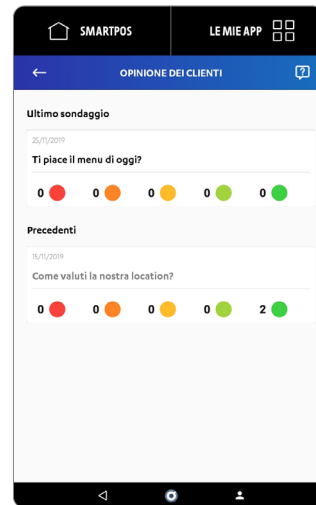 SMARTPOS LE MIE APP
OPINIONE DEI CLIENTI ?
Ultimo sondaggio
25/11/2019
Ti piace il menu di oggi?
0 0 0 0 0
Precedenti
15/11/2019
Come valuti la nostra location?
0 0 0 0 2